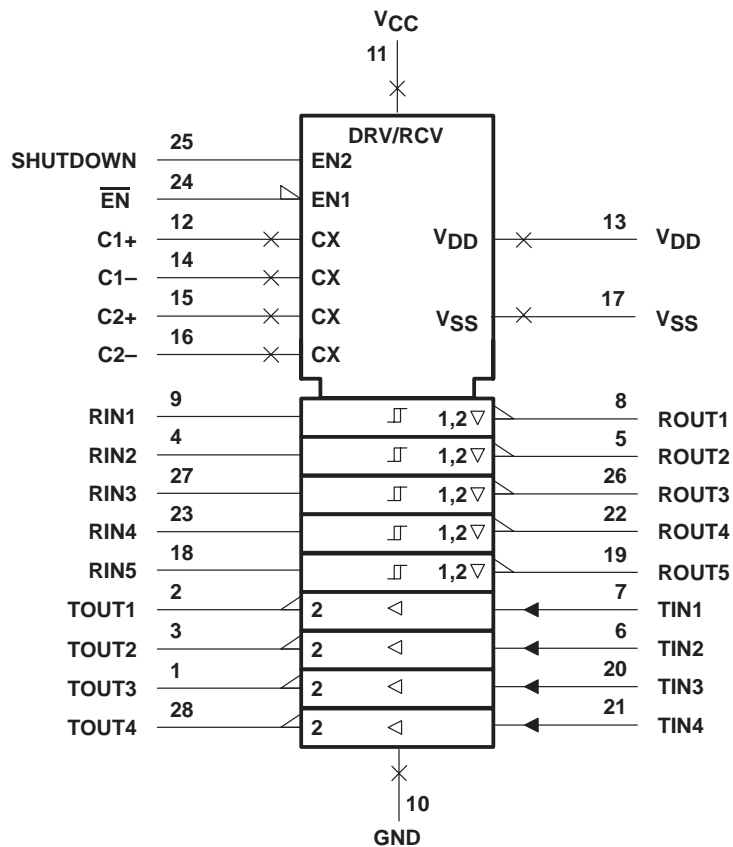 VCC
11
DRV/RCV
SHUTDOWN 25 EN2
EN 24 EN1
C1+ 12 CX VDD 13 VDD
C1– 14 CX
C2+ 15 CX VSS 17 VSS
C2– 16 CX
RIN1 9 1,2 8 ROUT1
RIN2 4 1,2 5 ROUT2
RIN3 27 1,2 26 ROUT3
RIN4 23 1,2 22 ROUT4
RIN5 18 1,2 19 ROUT5
TOUT1 2 2 7 TIN1
TOUT2 3 2 6 TIN2
TOUT3 1 2 20 TIN3
TOUT4 28 2 21 TIN4
10
GND